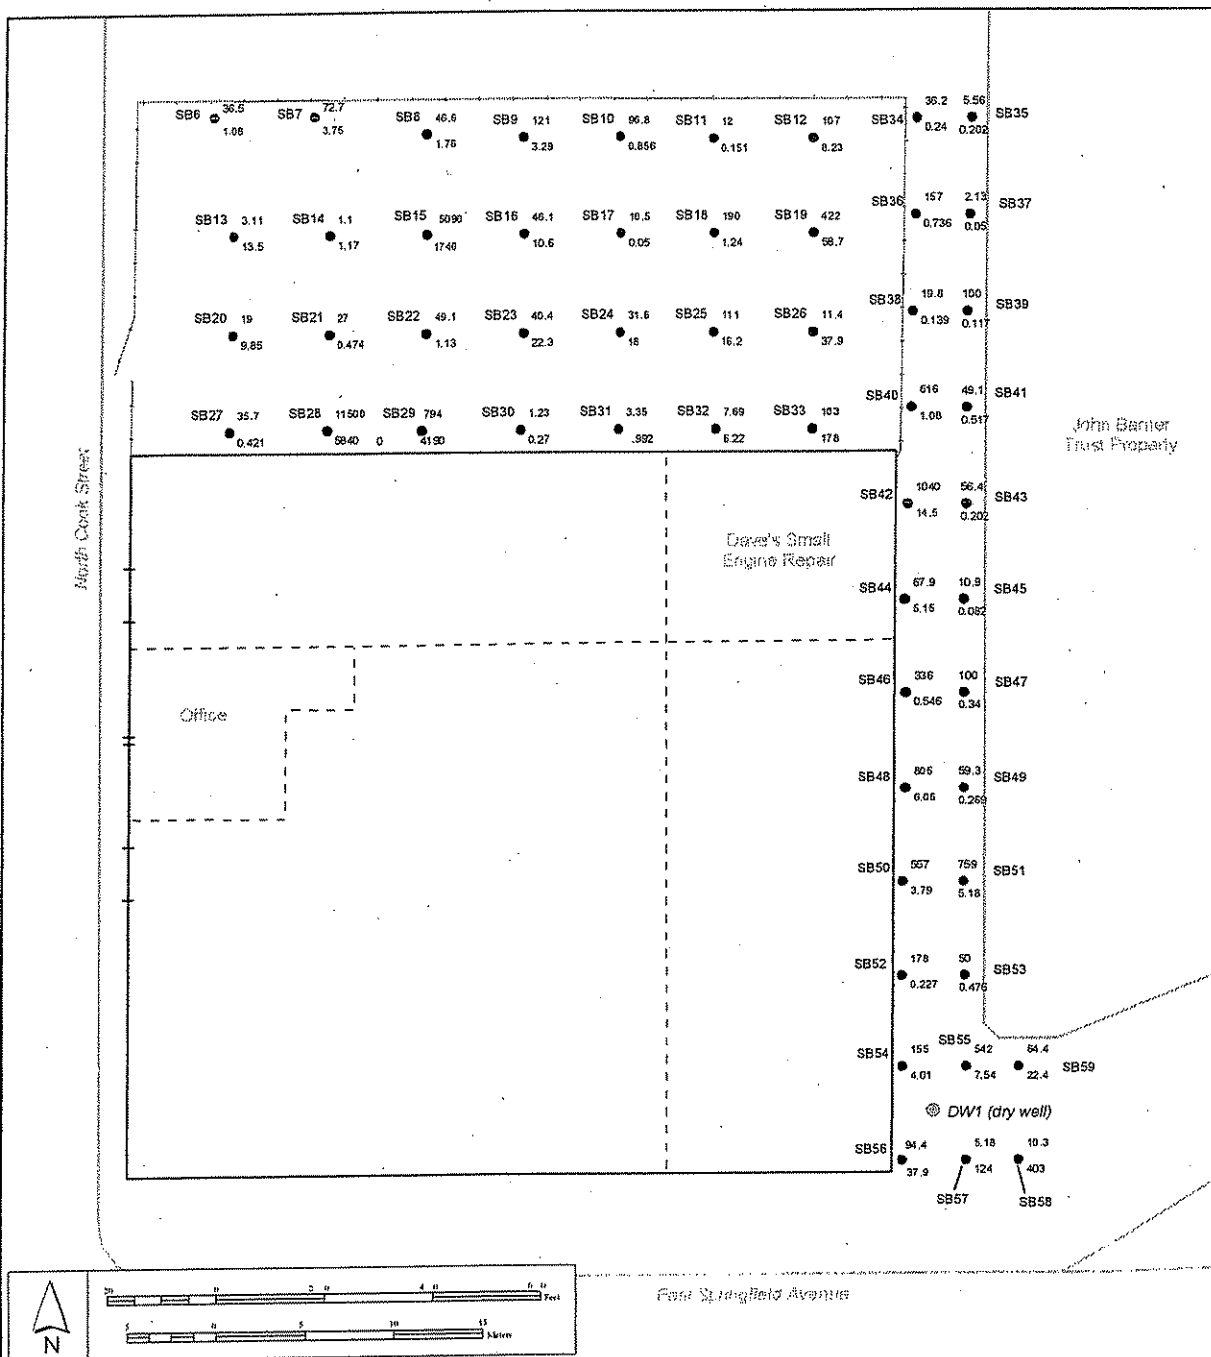 SB6 36.5 1.08
SB7 72.7 3.75
SB8 46.6 1.76
SB9 121 3.29
SB10 96.8 0.856
SB11 12 0.151
SB12 107 8.23
SB34 36.2 0.24
5.56 0.202 SB35
SB13 3.11 13.5
SB14 1.1 1.17
SB15 5090 1740
SB16 46.1 10.6
SB17 10.5 0.05
SB18 190 1.24
SB19 422 58.7
SB36 157 0.736
2.13 0.05 SB37
SB20 19 9.85
SB21 27 0.474
SB22 49.1 1.13
SB23 40.4 22.3
SB24 31.6 18
SB25 111 16.2
SB26 11.4 37.9
SB38 19.8 0.139
100 0.117 SB39
SB27 35.7 0.421
SB28 11500 5840
SB29 794 4190
0
SB30 1.23 0.27
SB31 3.35 .992
SB32 7.69 6.22
SB33 103 178
SB40 616 1.08
49.1 0.517 SB41
John Banter
Trust Property
North Cook Street
SB42 1040 14.5
56.4 0.202 SB43
Dave's Small
Engine Repair
SB44 67.9 5.15
10.9 0.082 SB45
SB46 336 0.546
100 0.34 SB47
Office
SB48 805 6.06
59.3 0.269 SB49
SB50 557 3.79
759 5.18 SB51
SB52 178 0.227
50 0.476 SB53
SB54 155 4.01
SB55 542 7.54
64.4 22.4 SB59
DW1 (dry well)
SB56 94.4 37.9
5.18 124 SB57
10.3 403 SB58
East Springfield Avenue
20 0 20 40 60 Feet
5 0 5 10 15 Meters
N